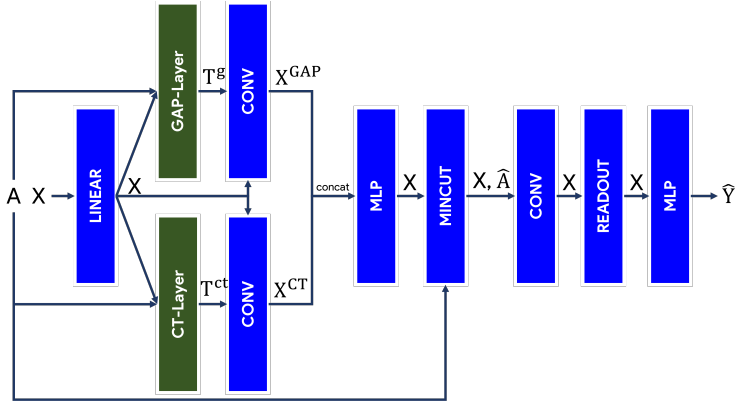 A X
LINEAR
X
GAP-Layer
T^g
CONV
X^GAP
CT-Layer
T^ct
CONV
X^CT
concat
MLP
X
MINCUT
X, Â
CONV
X
READOUT
X
MLP
Ŷ